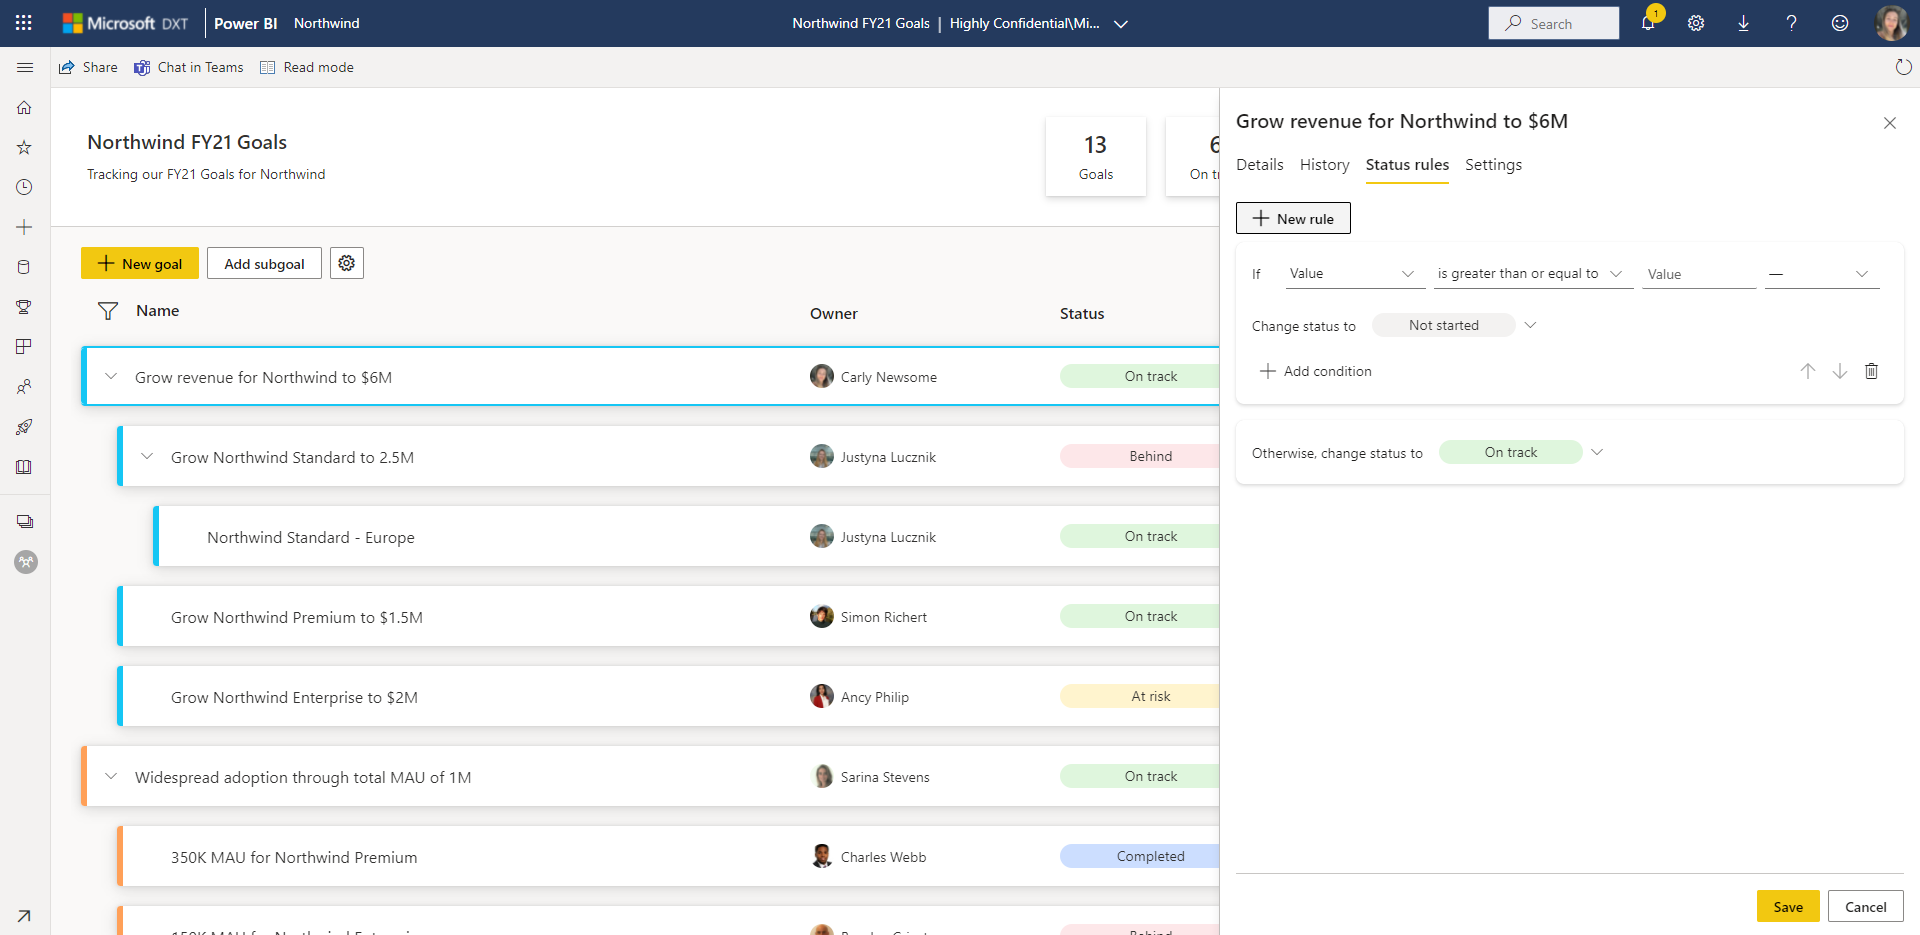 Microsoft DXT Power BI Northwind Northwind FY21 Goals | Highly Confidential\Mi... Search 1
Share Chat in Teams Read mode
Northwind FY21 Goals
Tracking our FY21 Goals for Northwind
13
Goals
6
On t
New goal Add subgoal
Name Owner Status
Grow revenue for Northwind to $6M Carly Newsome On track
Grow Northwind Standard to 2.5M Justyna Lucznik Behind
Northwind Standard - Europe Justyna Lucznik On track
Grow Northwind Premium to $1.5M Simon Richert On track
Grow Northwind Enterprise to $2M Ancy Philip At risk
Widespread adoption through total MAU of 1M Sarina Stevens On track
350K MAU for Northwind Premium Charles Webb Completed
Grow revenue for Northwind to $6M
Details History Status rules Settings
New rule
If Value is greater than or equal to Value —
Change status to Not started
Add condition
Otherwise, change status to On track
Save Cancel